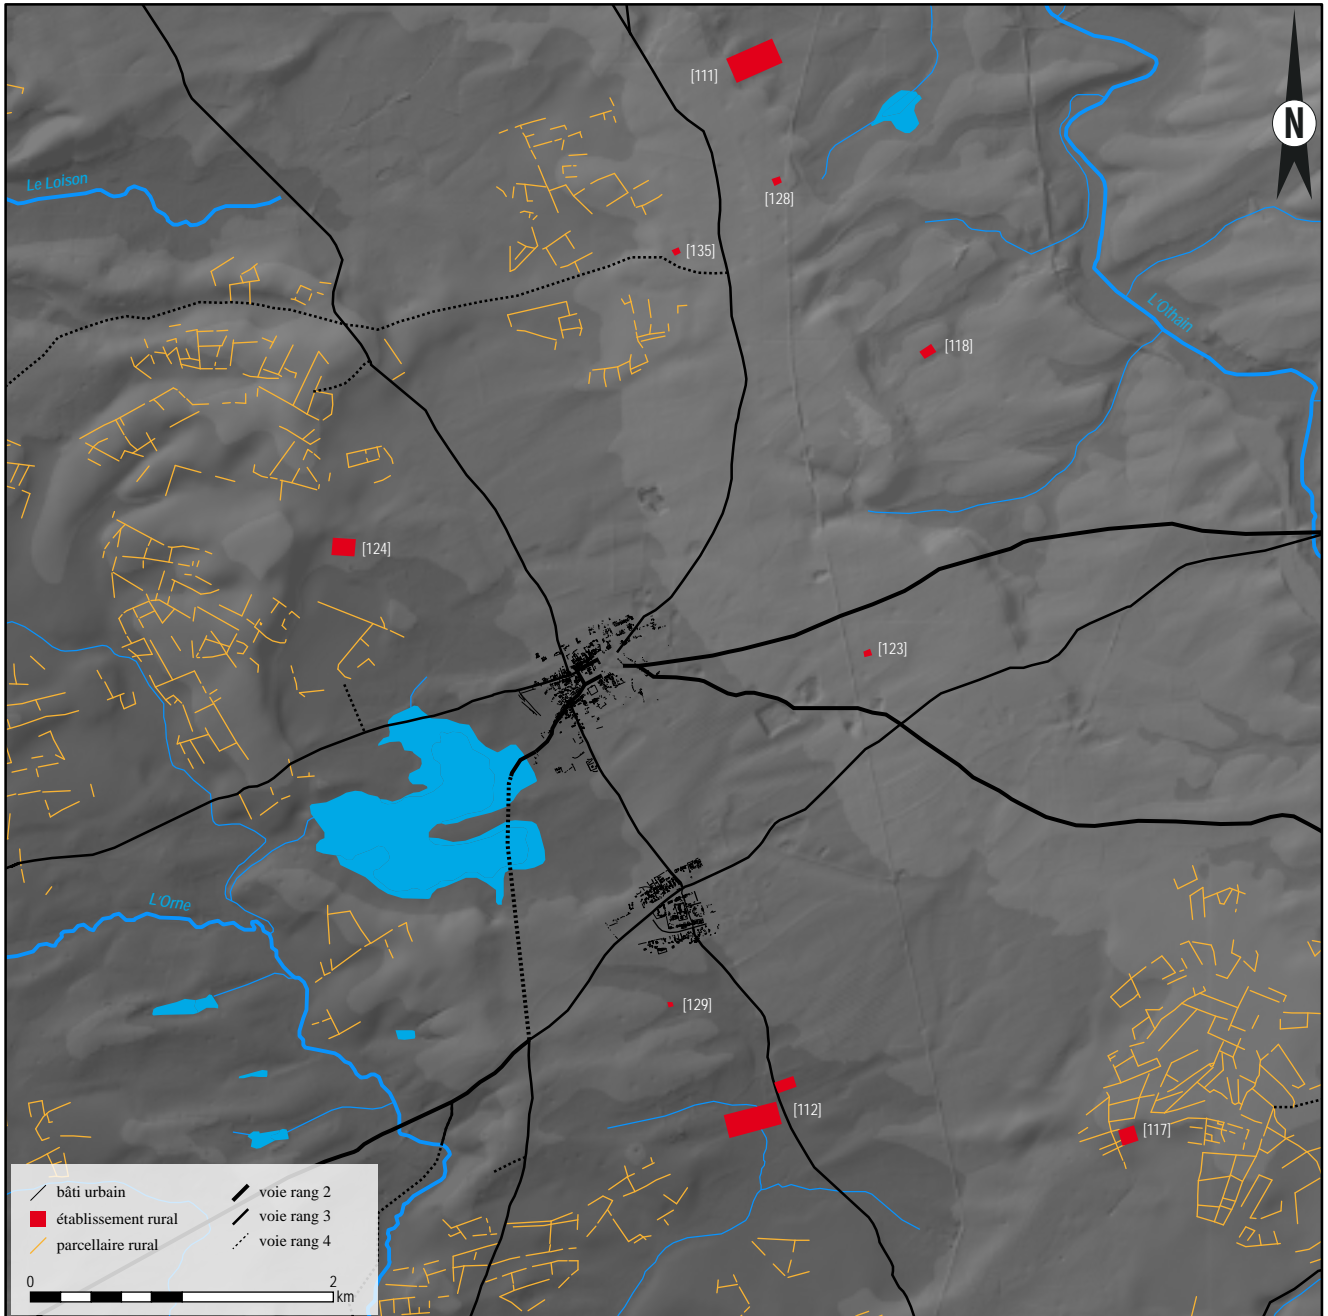 [111]
N
Le Loison
[128]
[135]
L'Othain
[118]
[124]
[123]
L'Orne
[129]
[112]
[117]
bâti urbain
voie rang 2
établissement rural
voie rang 3
parcellaire rural
voie rang 4
0 2
km